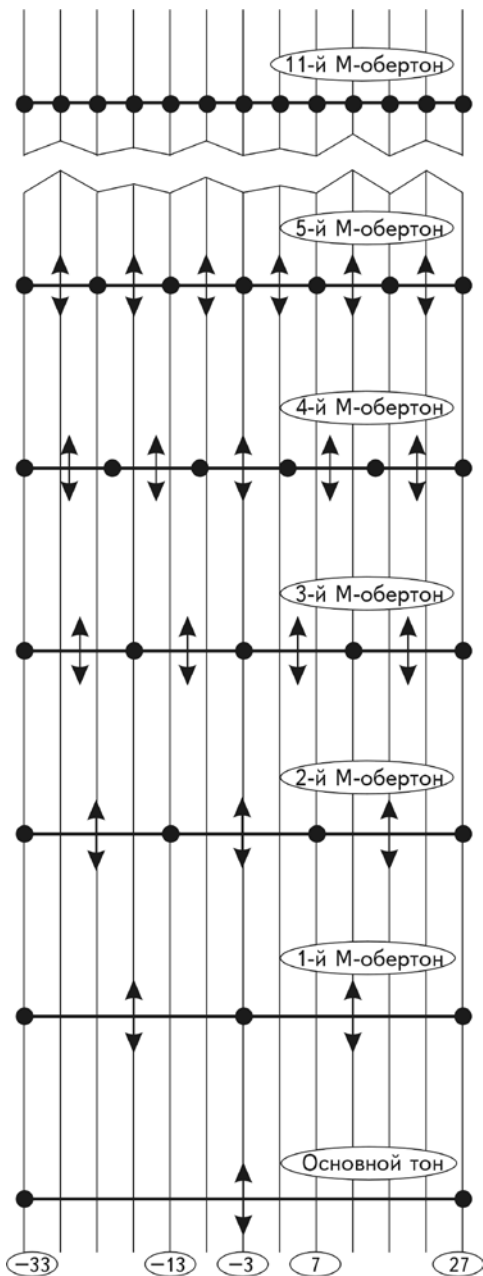 11-й М-обертон
5-й М-обертон
4-й М-обертон
3-й М-обертон
2-й М-обертон
1-й М-обертон
Основной тон
−33 −13 −3 7 27